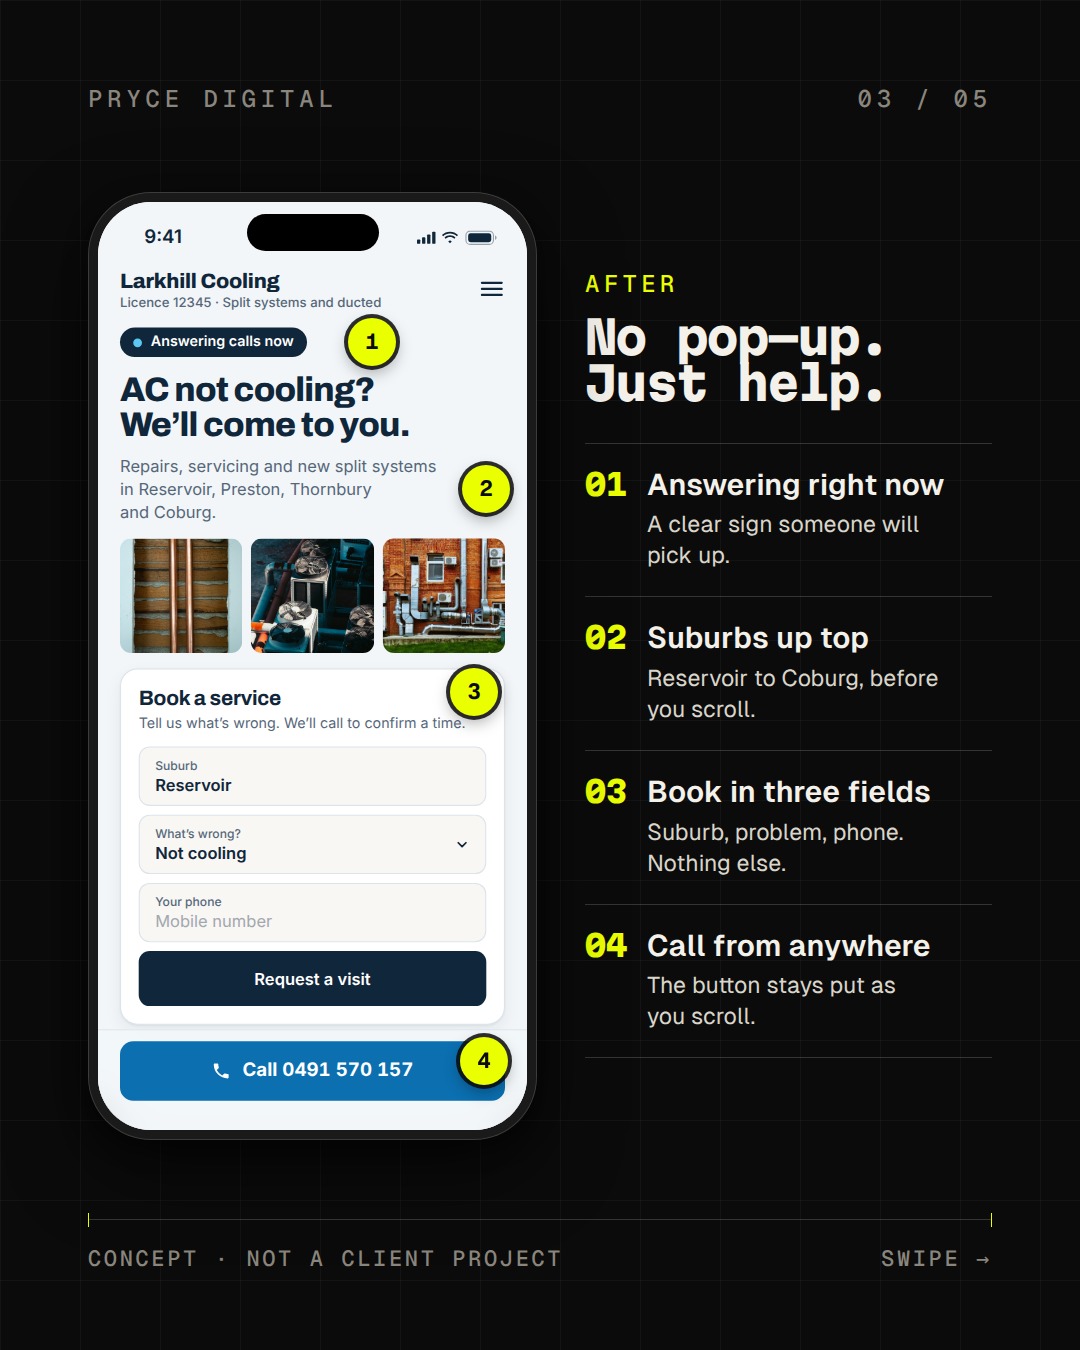 PRYCE DIGITAL
03 / 05
9:41
Larkhill Cooling
Licence 12345 · Split systems and ducted
Answering calls now
1
AC not cooling?
We’ll come to you.
Repairs, servicing and new split systems
in Reservoir, Preston, Thornbury
and Coburg.
2
Book a service
3
Tell us what’s wrong. We’ll call to confirm a time.
Suburb
Reservoir
What’s wrong?
Not cooling
Your phone
Mobile number
Request a visit
Call 0491 570 157
4
AFTER
No pop-up.
Just help.
01 Answering right now
A clear sign someone will
pick up.
02 Suburbs up top
Reservoir to Coburg, before
you scroll.
03 Book in three fields
Suburb, problem, phone.
Nothing else.
04 Call from anywhere
The button stays put as
you scroll.
CONCEPT · NOT A CLIENT PROJECT
SWIPE →